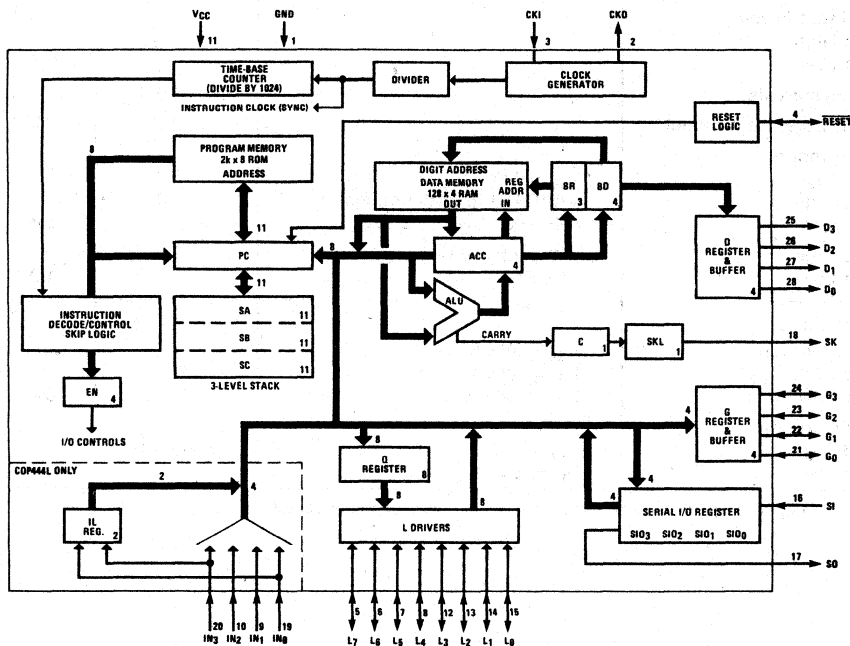 VCC
GND
CKI
CKO
11
1
3
2
TIME-BASE
COUNTER
(DIVIDE BY 1024)
DIVIDER
CLOCK
GENERATOR
INSTRUCTION CLOCK (SYNC)
RESET
LOGIC
4
RESET
8
PROGRAM MEMORY
2k x 8 ROM
ADDRESS
DIGIT ADDRESS
DATA MEMORY
128 x 4 RAM
OUT
REG
ADDR
IN
BR
3
BD
4
11
PC
8
ACC
4
D
REGISTER
&
BUFFER
4
25
D3
26
D2
27
D1
28
D0
11
INSTRUCTION
DECODE/CONTROL
SKIP LOGIC
SA
11
SB
11
SC
11
3-LEVEL STACK
ALU
CARRY
C
1
SKL
1
18
SK
EN
4
I/O CONTROLS
4
G
REGISTER
&
BUFFER
4
24
G3
23
G2
22
G1
21
G0
COP444L ONLY
2
4
8
Q
REGISTER
8
8
8
4
4
IL
REG.
2
L DRIVERS
SERIAL I/O REGISTER
SIO3 SIO2 SIO1 SIO0
16
SI
17
SO
20
10
9
19
5
6
7
8
12
13
14
15
IN3
IN2
IN1
IN0
L7
L6
L5
L4
L3
L2
L1
L0